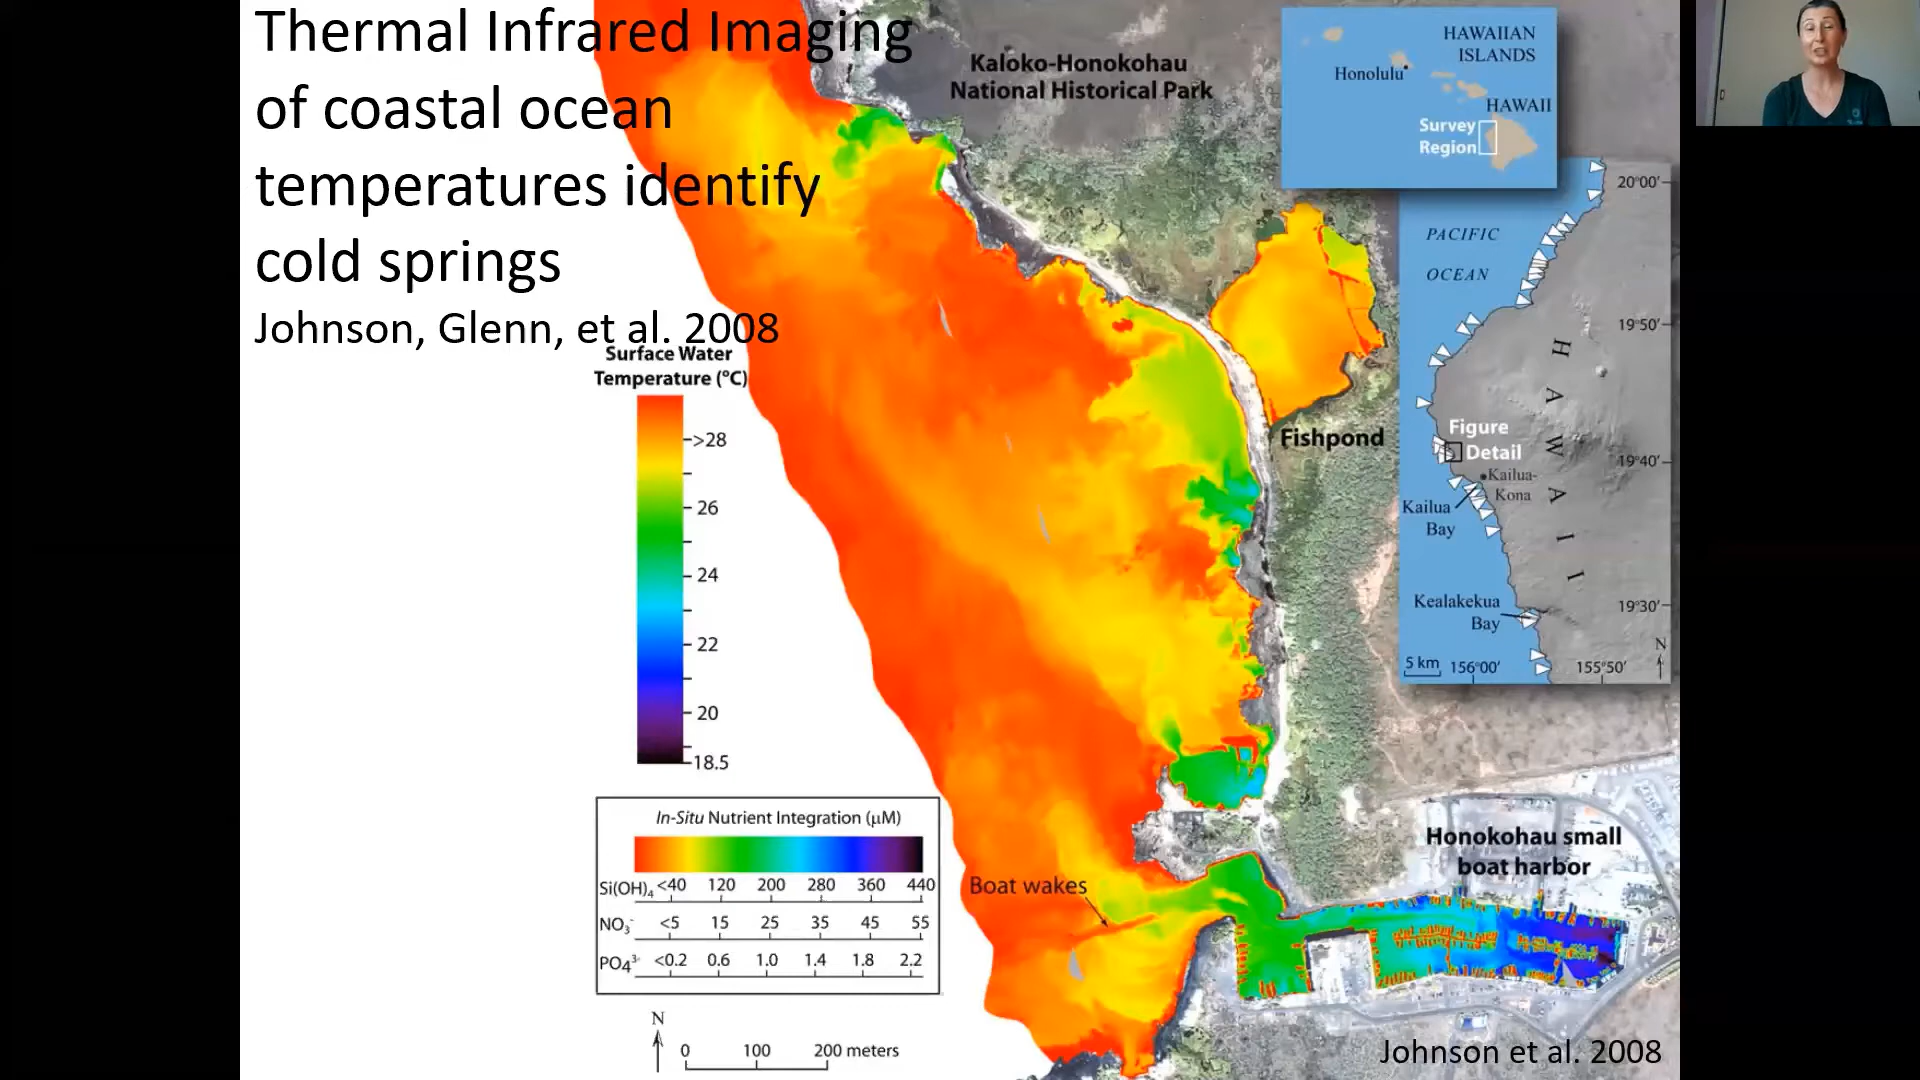 Thermal Infrared Imaging
of coastal ocean
temperatures identify
cold springs
Johnson, Glenn, et al. 2008
Surface Water
Temperature (°C)
>28
26
24
22
20
18.5
In-Situ Nutrient Integration (µM)
Si(OH)₄ <40 120 200 280 360 440
NO₃⁻ <5 15 25 35 45 55
PO4³⁻ <0.2 0.6 1.0 1.4 1.8 2.2
N
0 100 200 meters
Kaloko-Honokohau
National Historical Park
Fishpond
Boat wakes
Honokohau small
boat harbor
HAWAIIAN
ISLANDS
Honolulu
HAWAII
Survey
Region
20°00'
PACIFIC
OCEAN
19°50'
HAWAII
Figure
Detail
19°40'
Kailua-
Kona
Kailua
Bay
19°30'
Kealakekua
Bay
N
5 km 156°00' 155°50'
Johnson et al. 2008